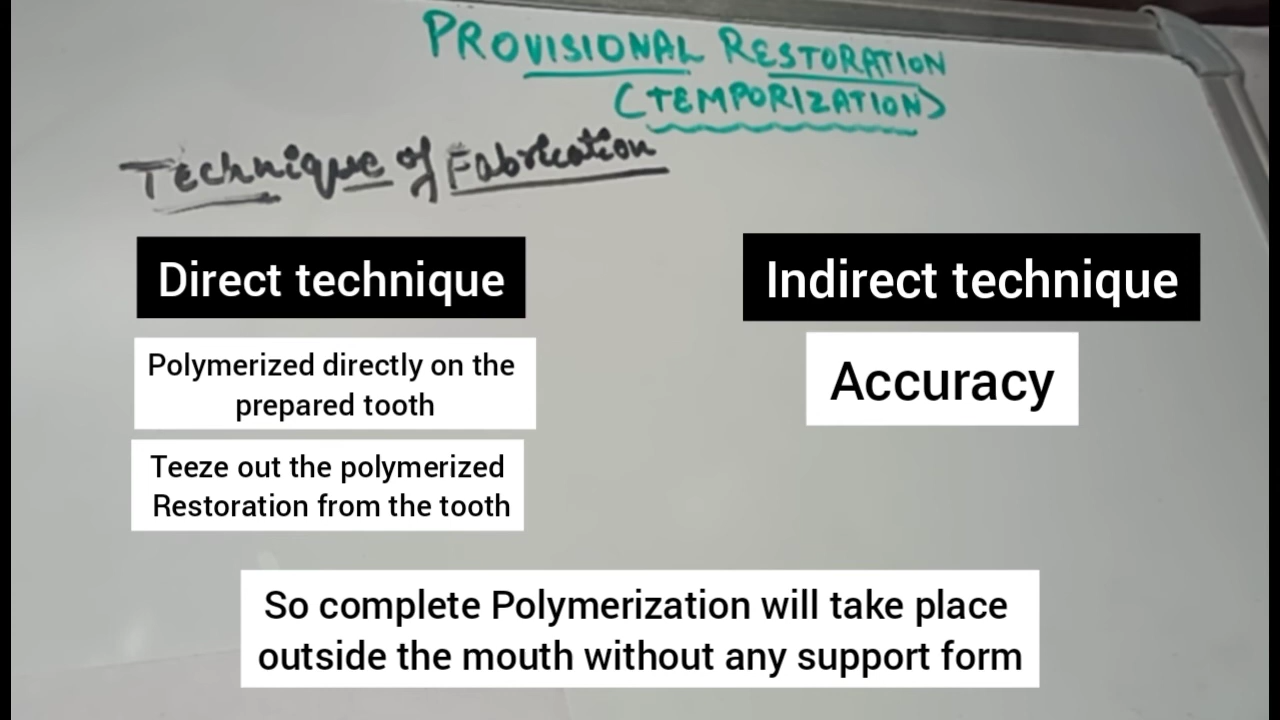 PROVISIONAL RESTORATION
(TEMPORIZATION)
Technique of Fabrication
Direct technique
Indirect technique
Polymerized directly on the
prepared tooth
Accuracy
Teeze out the polymerized
Restoration from the tooth
So complete Polymerization will take place
outside the mouth without any support form